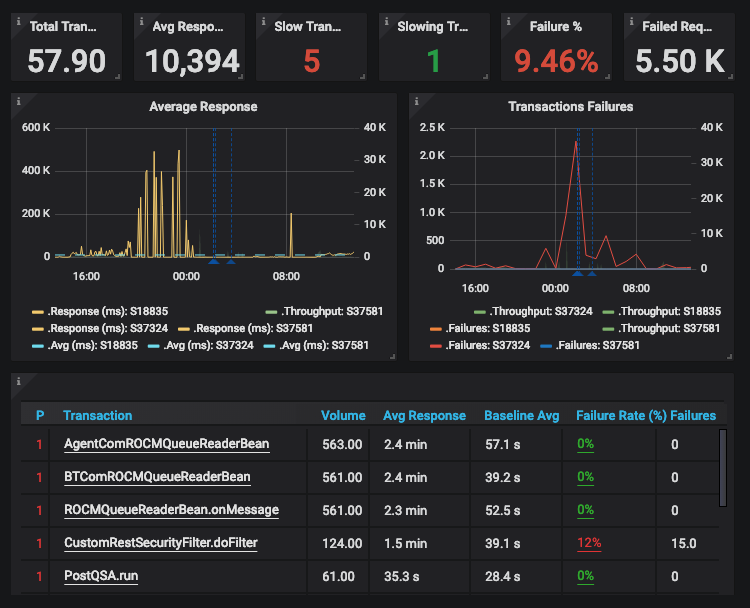 Total Tran...
Avg Respo...
Slow Tran...
Slowing Tr...
Failure %
Failed Req...
57.90
10,394
5
1
9.46%
5.50 K
Average Response
600 K
400 K
200 K
0
40 K
30 K
20 K
10 K
0
16:00 00:00 08:00
.Response (ms): S18835 .Throughput: S37581
.Response (ms): S37324 .Response (ms): S37581
.Avg (ms): S18835 .Avg (ms): S37324 .Avg (ms): S37581
Transactions Failures
2.5 K
2.0 K
1.5 K
1.0 K
500
0
40 K
30 K
20 K
10 K
0
16:00 00:00 08:00
.Throughput: S37324 .Throughput: S18835
.Failures: S18835 .Throughput: S37581
.Failures: S37324 .Failures: S37581
P Transaction Volume Avg Response Baseline Avg Failure Rate (%) Failures
1 AgentComROCMQueueReaderBean 563.00 2.4 min 57.1 s 0% 0
1 BTComROCMQueueReaderBean 561.00 2.4 min 39.2 s 0% 0
1 ROCMQueueReaderBean.onMessage 561.00 2.3 min 52.5 s 0% 0
1 CustomRestSecurityFilter.doFilter 124.00 1.5 min 39.1 s 12% 15.0
1 PostQSA.run 61.00 35.3 s 28.4 s 0% 0